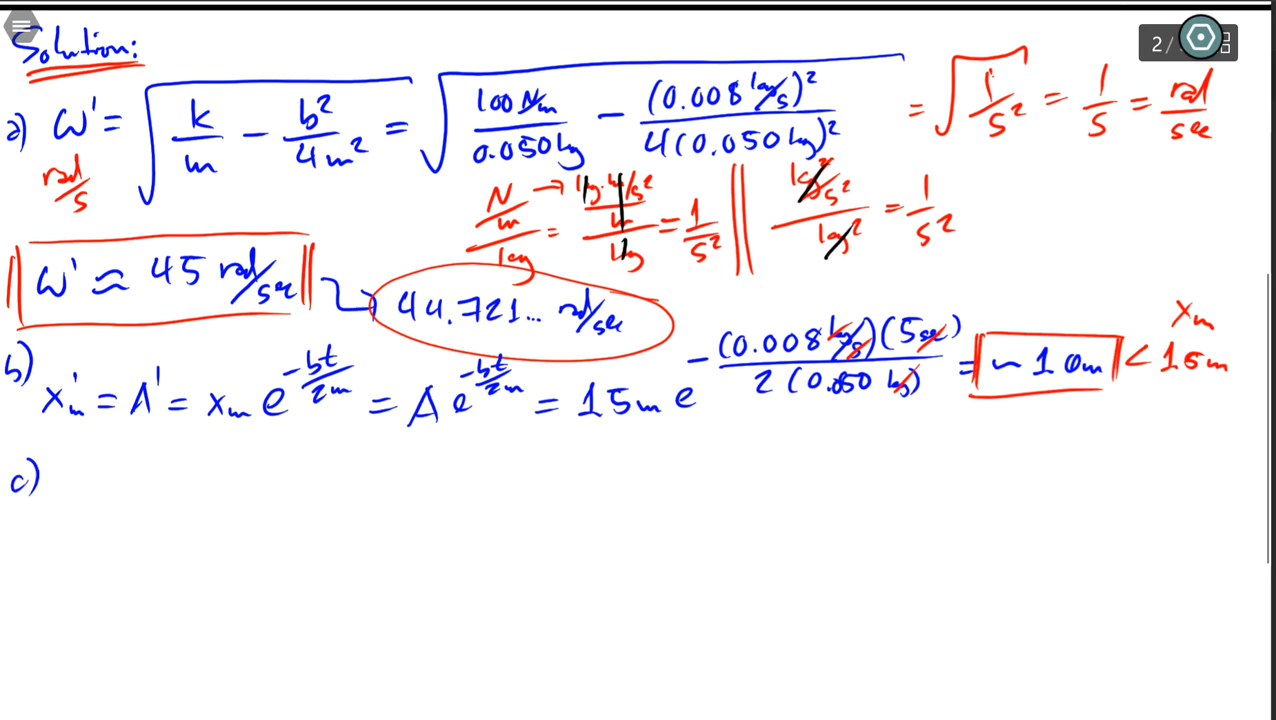 2/
Solution:
a) ω' = √(k/m - b²/4m²) = √(100 N/m / 0.050 kg - (0.008 kg/s)² / 4(0.050 kg)²) = √(1/s²) = 1/s = rad/sec
rad/s
N/m / kg → = kg·m/s² / m / kg = 1/s² || kg²/s² / kg² = 1/s²
ω' ≈ 45 rad/sec
44.721... rad/sec
b) x'm = A' = xm e^(-bt/2m) = A e^(-bt/2m) = 15m e^(-(0.008 kg/s)(5 sec) / 2(0.050 kg)) = ~10m < 15m
xm
c)